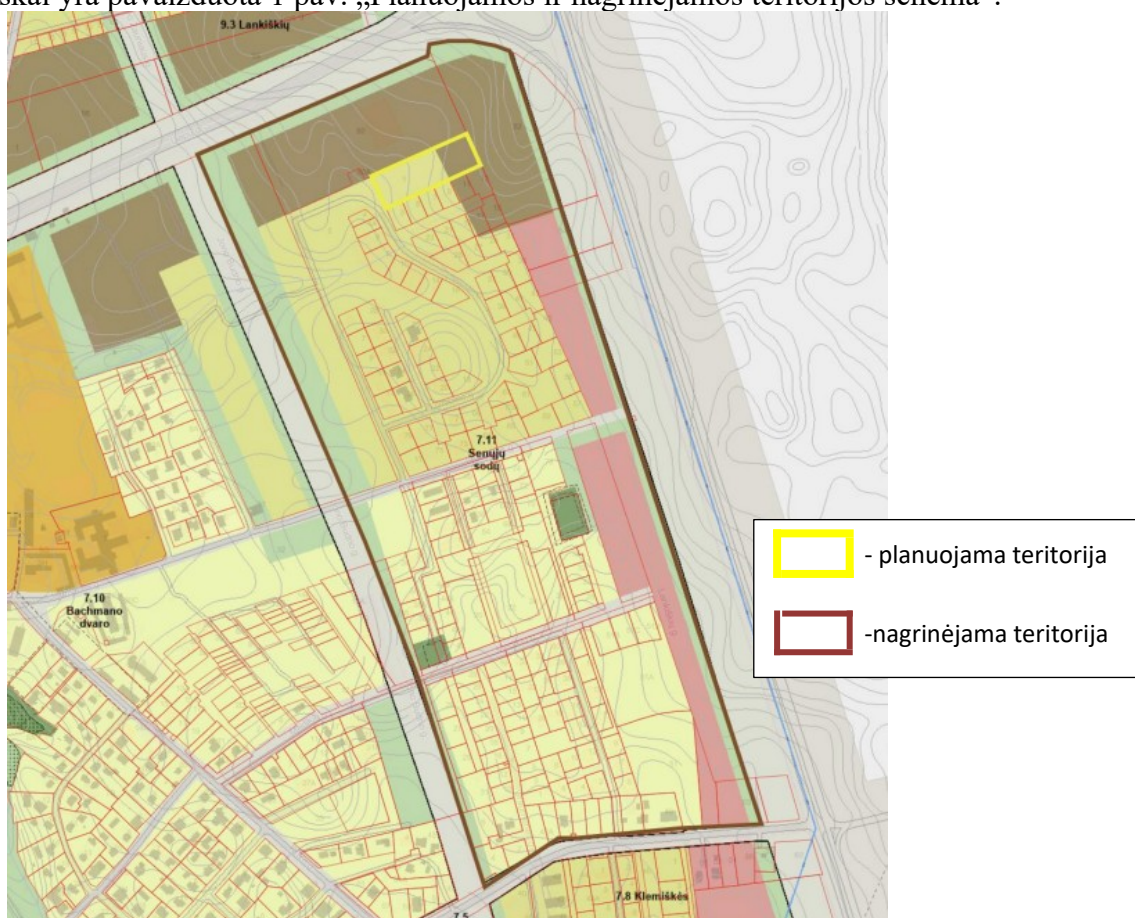 iškai yra pavaizduota 1 pav. „Planuojamos ir nagrinėjamos teritorijos schema“.
9.3 Lankiškių
7.11
Senųjų
sodų
7.10
Bachmano
dvaro
- planuojama teritorija
-nagrinėjama teritorija
Lankiškių g.
7.8 Klemiškės
7.5